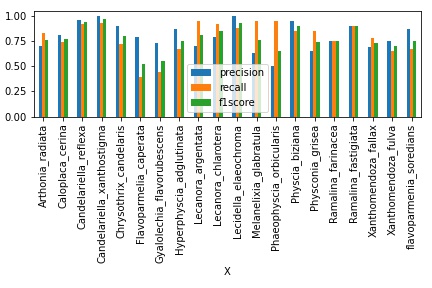 1.00
0.75
0.50
0.25
0.00
precision
recall
f1score
Arthonia_radiata
Caloplaca_cerina
Candelariella_reflexa
Candelariella_xanthostigma
Chrysothrix_candelaris
Flavoparmelia_caperata
Gyalolechia_flavorubescens
Hyperphyscia_adglutinata
Lecanora_argentata
Lecanora_chlarotera
Lecidella_elaeochroma
Melanelixia_glabratula
Phaeophyscia_orbicularis
Physcia_biziana
Physconia_grisea
Ramalina_farinacea
Ramalina_fastigiata
Xanthomendoza_fallax
Xanthomendoza_fulva
flavoparmenia_soredians
X